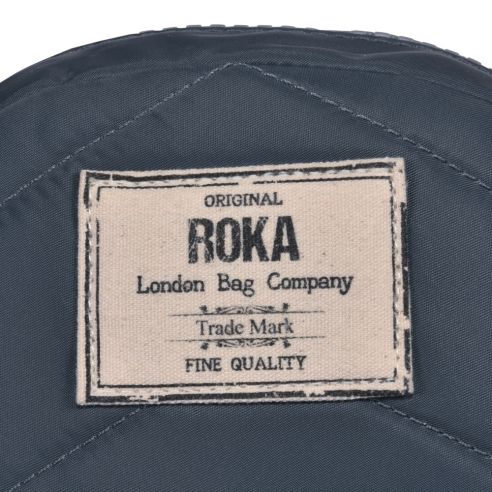 ORIGINAL
ROKA
London Bag Company
Trade Mark
FINE QUALITY